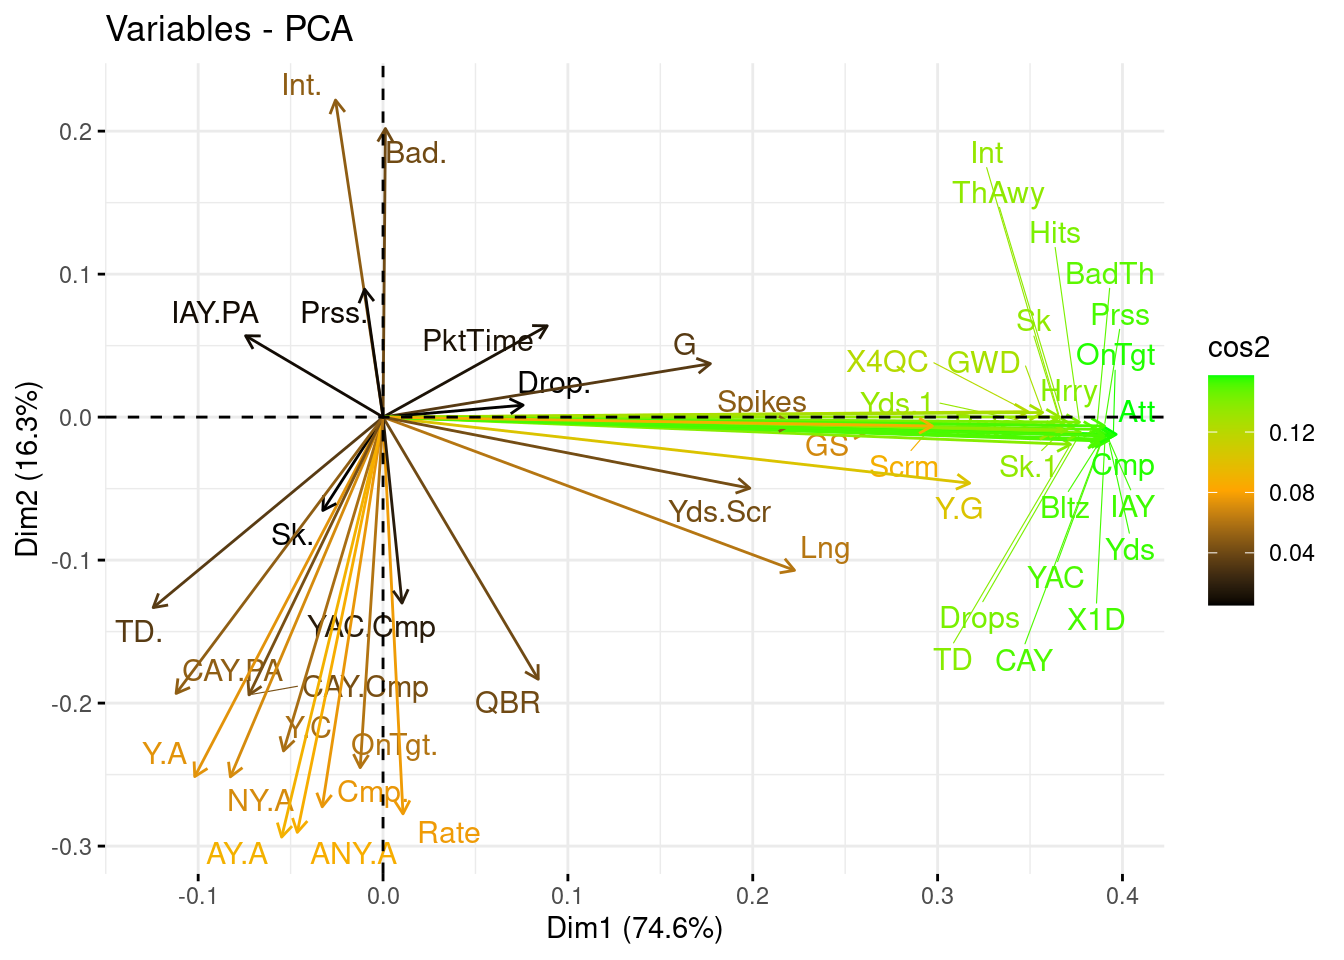 Variables - PCA
Int.
Bad.
Int
ThAwy
Hits
BadTh
Prss
OnTgt
Sk
IAY.PA
Prss.
PktTime
G
X4QC
GWD
Drop.
Hrry
Spikes
Yds.1
Att
GS
Scrm
Sk.1
Cmp
Y.G
Bltz
IAY
Yds.Scr
Sk.
Lng
Yds
YAC
TD.
YAC.Cmp
Drops
X1D
TD
CAY
CAY.PA
CAY.Cmp
QBR
Y.C
OnTgt.
Y.A
NY.A
Cmp.
Rate
AY.A
ANY.A
0.2
0.1
0.0
-0.1
-0.2
-0.3
Dim2 (16.3%)
-0.1
0.0
0.1
0.2
0.3
0.4
Dim1 (74.6%)
cos2
0.12
0.08
0.04